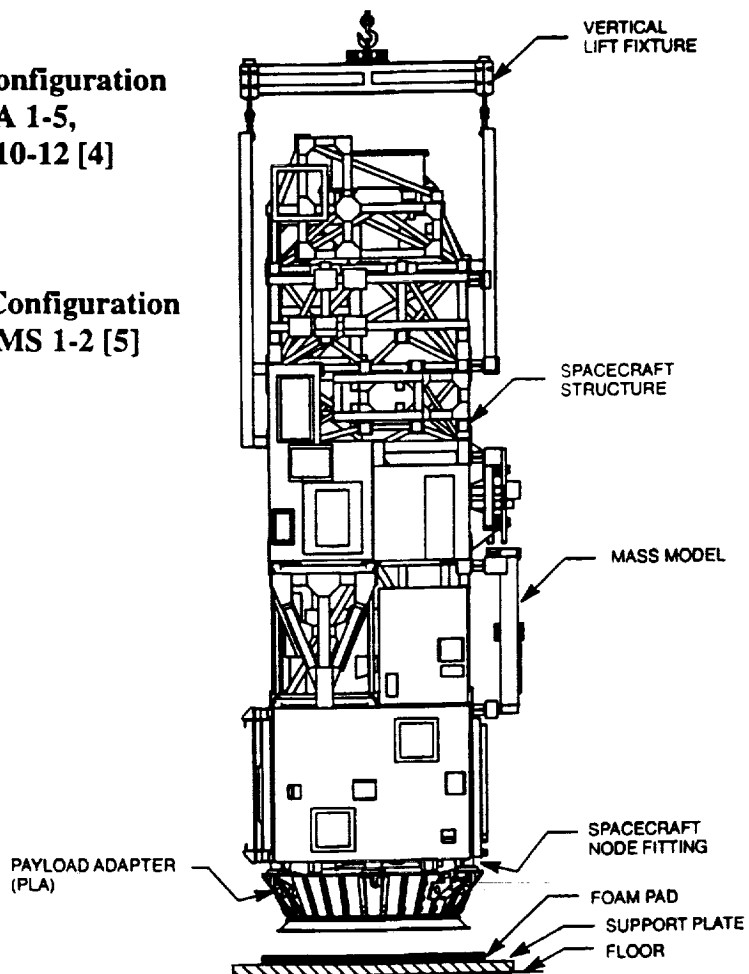 onfiguration
A 1-5,
10-12 [4]
Configuration
MS 1-2 [5]
VERTICAL
LIFT FIXTURE
SPACECRAFT
STRUCTURE
MASS MODEL
SPACECRAFT
NODE FITTING
PAYLOAD ADAPTER
(PLA)
FOAM PAD
SUPPORT PLATE
FLOOR